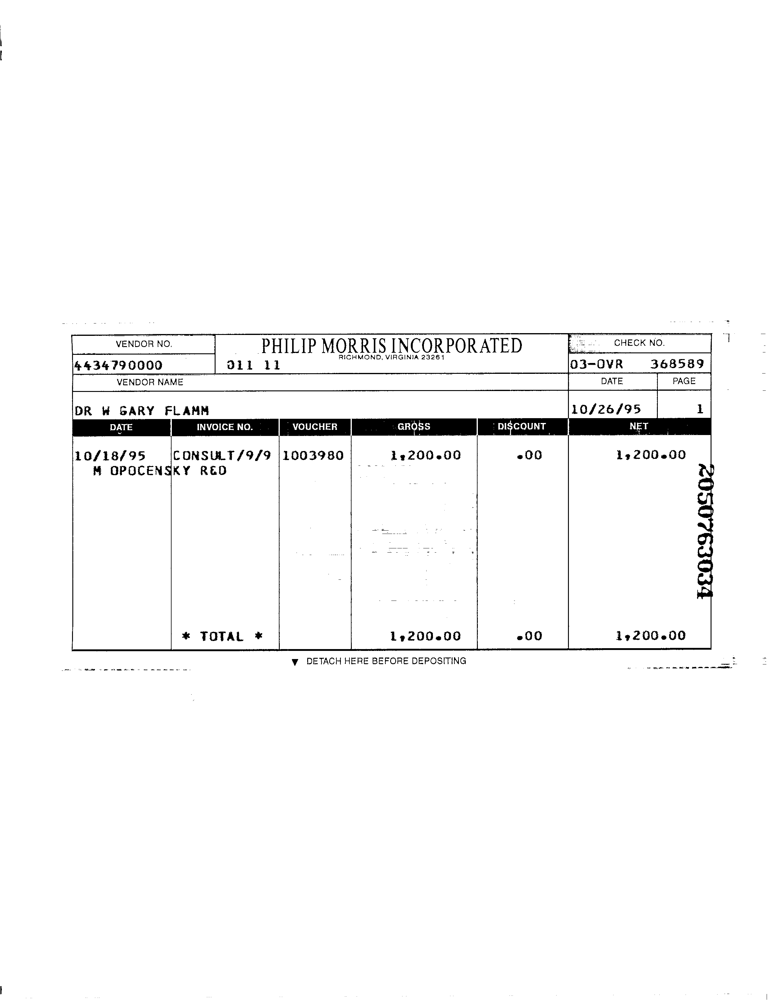 VENDOR NO. PHILIP MORRIS INCORPORATED CHECK NO.
RICHMOND, VIRGINIA 23261
4434790000 011 11 03-OVR 368589
VENDOR NAME DATE PAGE
DR W GARY FLAMM 10/26/95 1
DATE INVOICE NO. VOUCHER GROSS DISCOUNT NET
10/18/95 CONSULT/9/9 1003980 1,200.00 .00 1,200.00
M OPOCENSKY R&D
2050763034
* TOTAL * 1,200.00 .00 1,200.00
▼ DETACH HERE BEFORE DEPOSITING